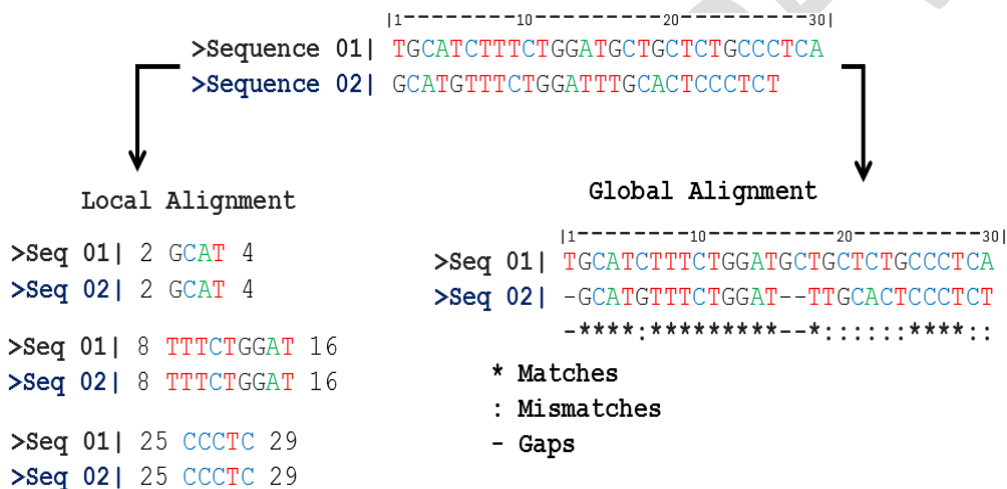 |1----------10-----------20----------30|
>Sequence 01| TGCATCTTTCTGGATGCTGCTCTGCCCTCA
>Sequence 02| GCATGTTTCTGGATTTGCACTCCCTCT
Local Alignment
>Seq 01| 2 GCAT 4
>Seq 02| 2 GCAT 4
>Seq 01| 8 TTTCTGGAT 16
>Seq 02| 8 TTTCTGGAT 16
>Seq 01| 25 CCCTC 29
>Seq 02| 25 CCCTC 29
Global Alignment
|1----------10-----------20----------30|
>Seq 01| TGCATCTTTCTGGATGCTGCTCTGCCCTCA
>Seq 02| -GCATGTTTCTGGAT--TTGCACTCCCTCT
-****:*********--*::::::****::
* Matches
: Mismatches
- Gaps